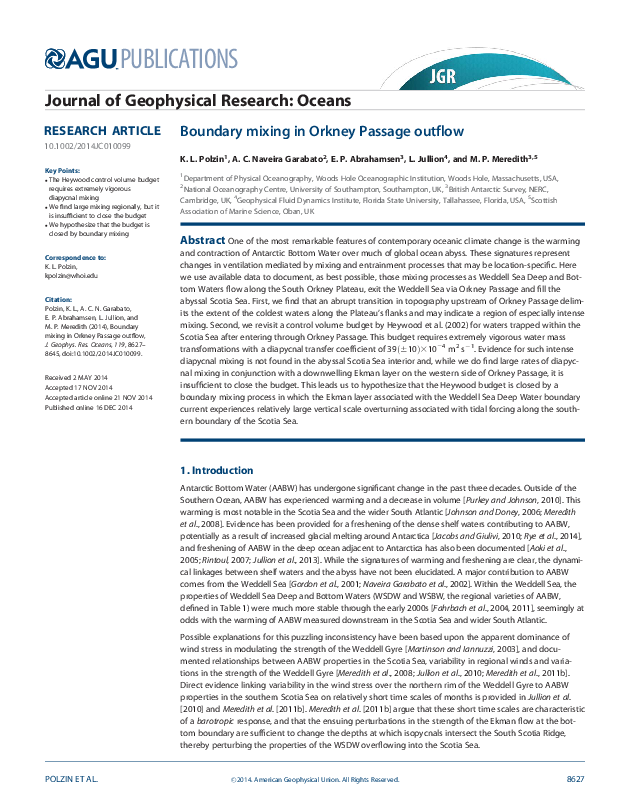 AGU PUBLICATIONS
JGR
Journal of Geophysical Research: Oceans
RESEARCH ARTICLE
10.1002/2014JC010099
Key Points:
• The Heywood control volume budget
requires extremely vigorous
diapycnal mixing
• We find large mixing regionally, but it
is insufficient to close the budget
• We hypothesize that the budget is
closed by boundary mixing
Correspondence to:
K. L. Polzin,
kpolzin@whoi.edu
Citation:
Polzin, K. L., A. C. N. Garabato,
E. P. Abrahamsen, L. Jullion, and
M. P. Meredith (2014), Boundary
mixing in Orkney Passage outflow,
J. Geophys. Res. Oceans, 119, 8627–
8645, doi:10.1002/2014JC010099.
Received 2 MAY 2014
Accepted 17 NOV 2014
Accepted article online 21 NOV 2014
Published online 16 DEC 2014
Boundary mixing in Orkney Passage outflow
K. L. Polzin1, A. C. Naveira Garabato2, E. P. Abrahamsen3, L. Jullion4, and M. P. Meredith3,5
1Department of Physical Oceanography, Woods Hole Oceanographic Institution, Woods Hole, Massachusetts, USA,
2National Oceanography Centre, University of Southampton, Southampton, UK, 3British Antarctic Survey, NERC,
Cambridge, UK, 4Geophysical Fluid Dynamics Institute, Florida State University, Tallahassee, Florida, USA, 5Scottish
Association of Marine Science, Oban, UK
Abstract One of the most remarkable features of contemporary oceanic climate change is the warming
and contraction of Antarctic Bottom Water over much of global ocean abyss. These signatures represent
changes in ventilation mediated by mixing and entrainment processes that may be location-specific. Here
we use available data to document, as best possible, those mixing processes as Weddell Sea Deep and Bot-
tom Waters flow along the South Orkney Plateau, exit the Weddell Sea via Orkney Passage and fill the
abyssal Scotia Sea. First, we find that an abrupt transition in topography upstream of Orkney Passage delim-
its the extent of the coldest waters along the Plateau's flanks and may indicate a region of especially intense
mixing. Second, we revisit a control volume budget by Heywood et al. (2002) for waters trapped within the
Scotia Sea after entering through Orkney Passage. This budget requires extremely vigorous water mass
transformations with a diapycnal transfer coefficient of 39(±10)×10−4 m2 s−1. Evidence for such intense
diapycnal mixing is not found in the abyssal Scotia Sea interior and, while we do find large rates of diapyc-
nal mixing in conjunction with a downwelling Ekman layer on the western side of Orkney Passage, it is
insufficient to close the budget. This leads us to hypothesize that the Heywood budget is closed by a
boundary mixing process in which the Ekman layer associated with the Weddell Sea Deep Water boundary
current experiences relatively large vertical scale overturning associated with tidal forcing along the south-
ern boundary of the Scotia Sea.
1. Introduction
Antarctic Bottom Water (AABW) has undergone significant change in the past three decades. Outside of the
Southern Ocean, AABW has experienced warming and a decrease in volume [Purkey and Johnson, 2010]. This
warming is most notable in the Scotia Sea and the wider South Atlantic [Johnson and Doney, 2006; Meredith
et al., 2008]. Evidence has been provided for a freshening of the dense shelf waters contributing to AABW,
potentially as a result of increased glacial melting around Antarctica [Jacobs and Giulivi, 2010; Rye et al., 2014],
and freshening of AABW in the deep ocean adjacent to Antarctica has also been documented [Aoki et al.,
2005; Rintoul, 2007; Jullion et al., 2013]. While the signatures of warming and freshening are clear, the dynami-
cal linkages between shelf waters and the abyss have not been elucidated. A major contribution to AABW
comes from the Weddell Sea [Gordon et al., 2001; Naveira Garabato et al., 2002]. Within the Weddell Sea, the
properties of Weddell Sea Deep and Bottom Waters (WSDW and WSBW, the regional varieties of AABW,
defined in Table 1) were much more stable through the early 2000s [Fahrbach et al., 2004, 2011], seemingly at
odds with the warming of AABW measured downstream in the Scotia Sea and wider South Atlantic.
Possible explanations for this puzzling inconsistency have been based upon the apparent dominance of
wind stress in modulating the strength of the Weddell Gyre [Martinson and Iannuzzi, 2003], and docu-
mented relationships between AABW properties in the Scotia Sea, variability in regional winds and varia-
tions in the strength of the Weddell Gyre [Meredith et al., 2008; Jullion et al., 2010; Meredith et al., 2011b].
Direct evidence linking variability in the wind stress over the northern rim of the Weddell Gyre to AABW
properties in the southern Scotia Sea on relatively short time scales of months is provided in Jullion et al.
[2010] and Meredith et al. [2011b]. Meredith et al. [2011b] argue that these short time scales are characteristic
of a barotropic response, and that the ensuing perturbations in the strength of the Ekman flow at the bot-
tom boundary are sufficient to change the depths at which isopycnals intersect the South Scotia Ridge,
thereby perturbing the properties of the WSDW overflowing into the Scotia Sea.
POLZIN ET AL.
©2014. American Geophysical Union. All Rights Reserved.
8627